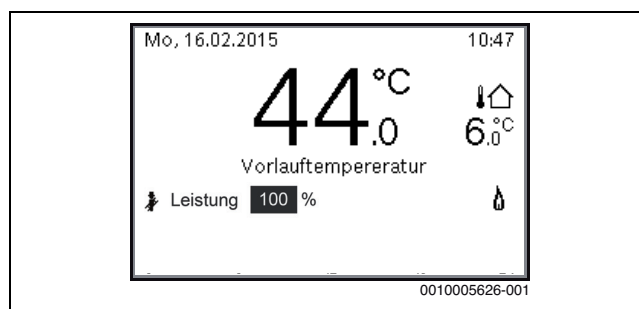 Mo, 16.02.2015 10:47
44.0 °C
6.0 °C
Vorlauftempereratur
Leistung 100 %
0010005626-001